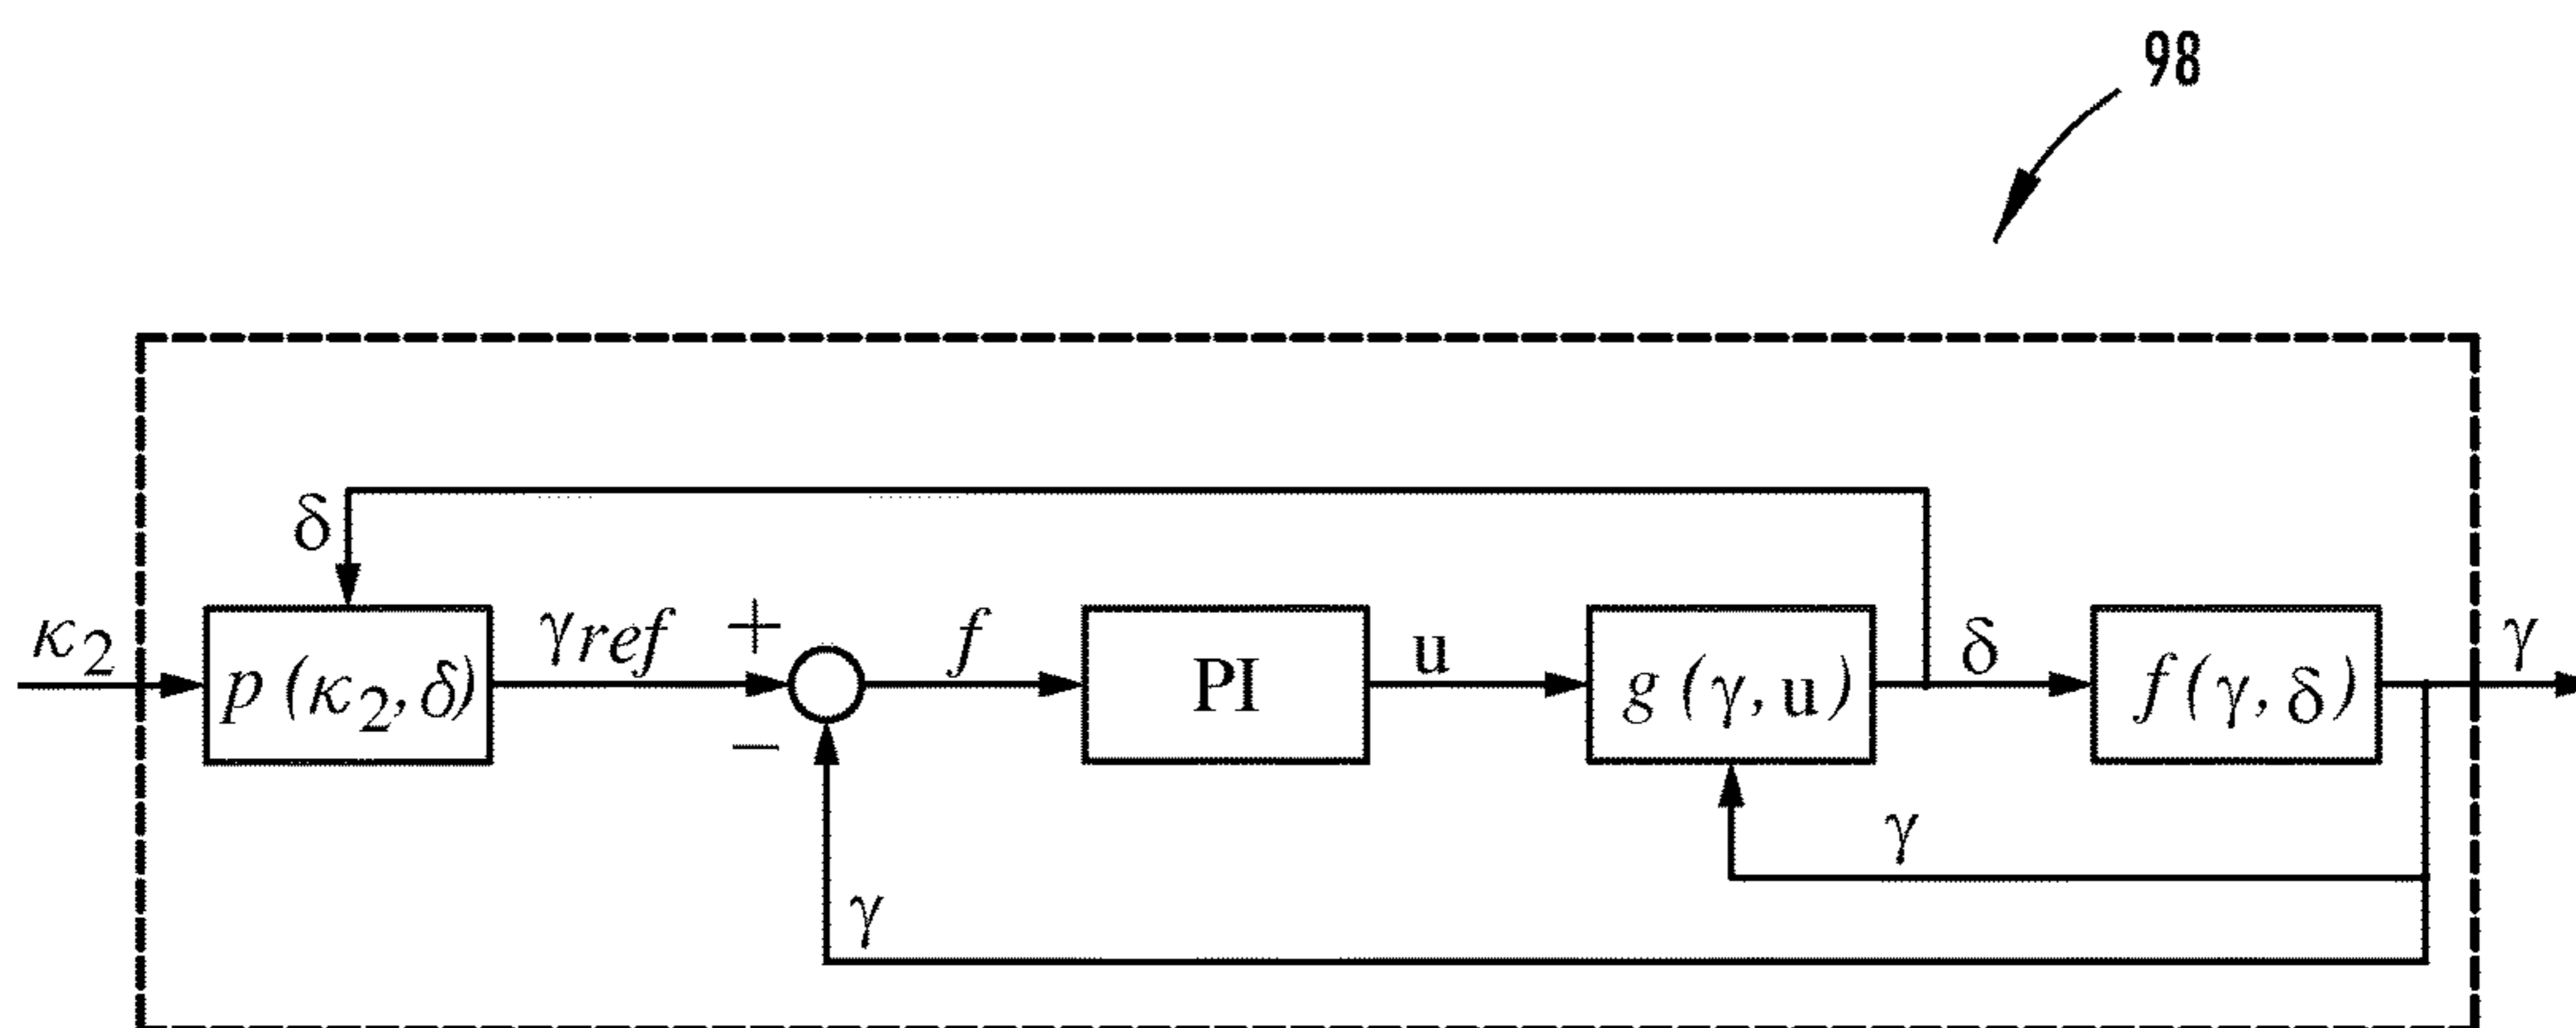 98
δ
κ2
p (κ2, δ)
γref
+
−
f
PI
u
g (γ, u)
δ
f (γ, δ)
γ
γ
γ